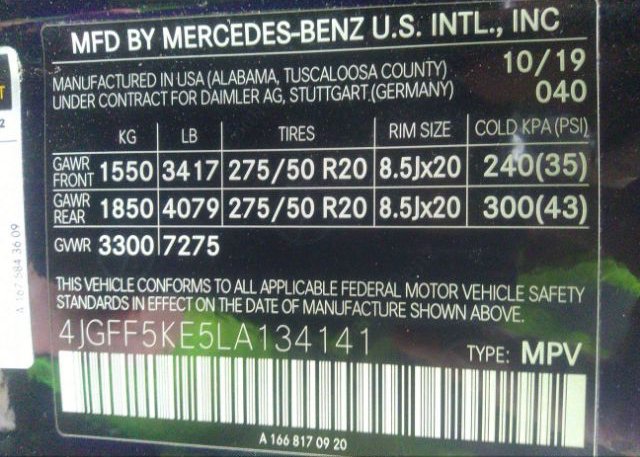 MFD BY MERCEDES-BENZ U.S. INTL., INC
MANUFACTURED IN USA (ALABAMA, TUSCALOOSA COUNTY) 10/19
UNDER CONTRACT FOR DAIMLER AG, STUTTGART.(GERMANY) 040
KG LB TIRES RIM SIZE COLD KPA (PSI)
GAWR FRONT 1550 3417 275/50 R20 8.5Jx20 240(35)
GAWR REAR 1850 4079 275/50 R20 8.5Jx20 300(43)
GVWR 3300 7275
THIS VEHICLE CONFORMS TO ALL APPLICABLE FEDERAL MOTOR VEHICLE SAFETY
STANDARDS IN EFFECT ON THE DATE OF MANUFACTURE SHOWN ABOVE.
4JGFF5KE5LA134141
TYPE: MPV
A 166 817 09 20
A 167 584 36 09